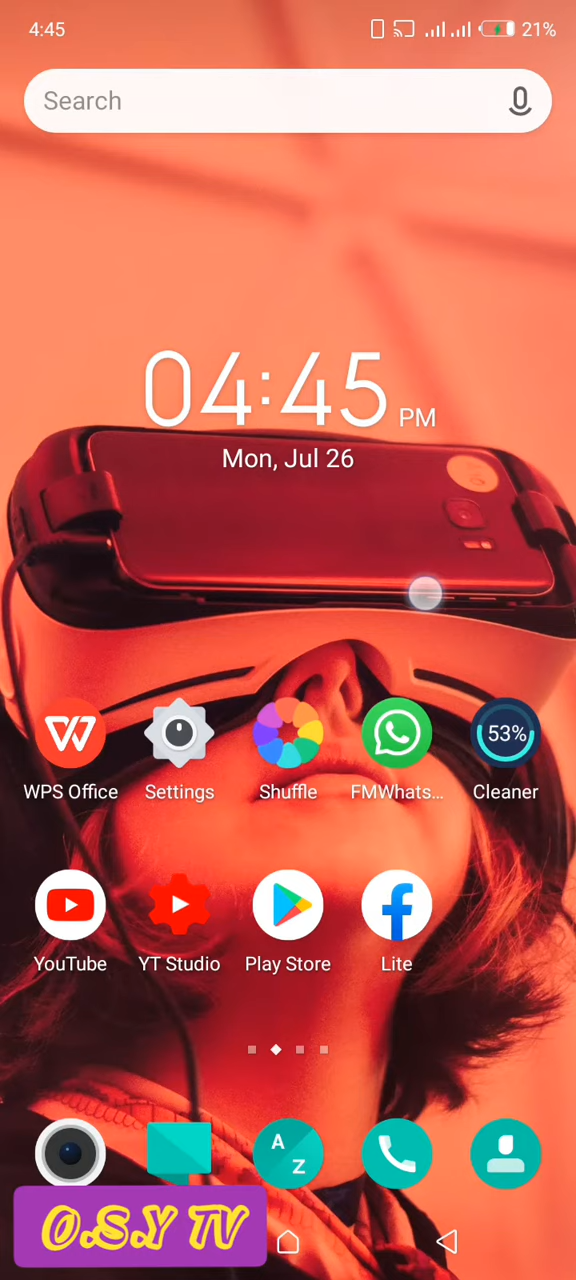 4:45
21%
Search
04:45 PM
Mon, Jul 26
53%
WPS Office Settings Shuffle FMWhats... Cleaner
YouTube YT Studio Play Store Lite
A
Z
O.S.Y TV